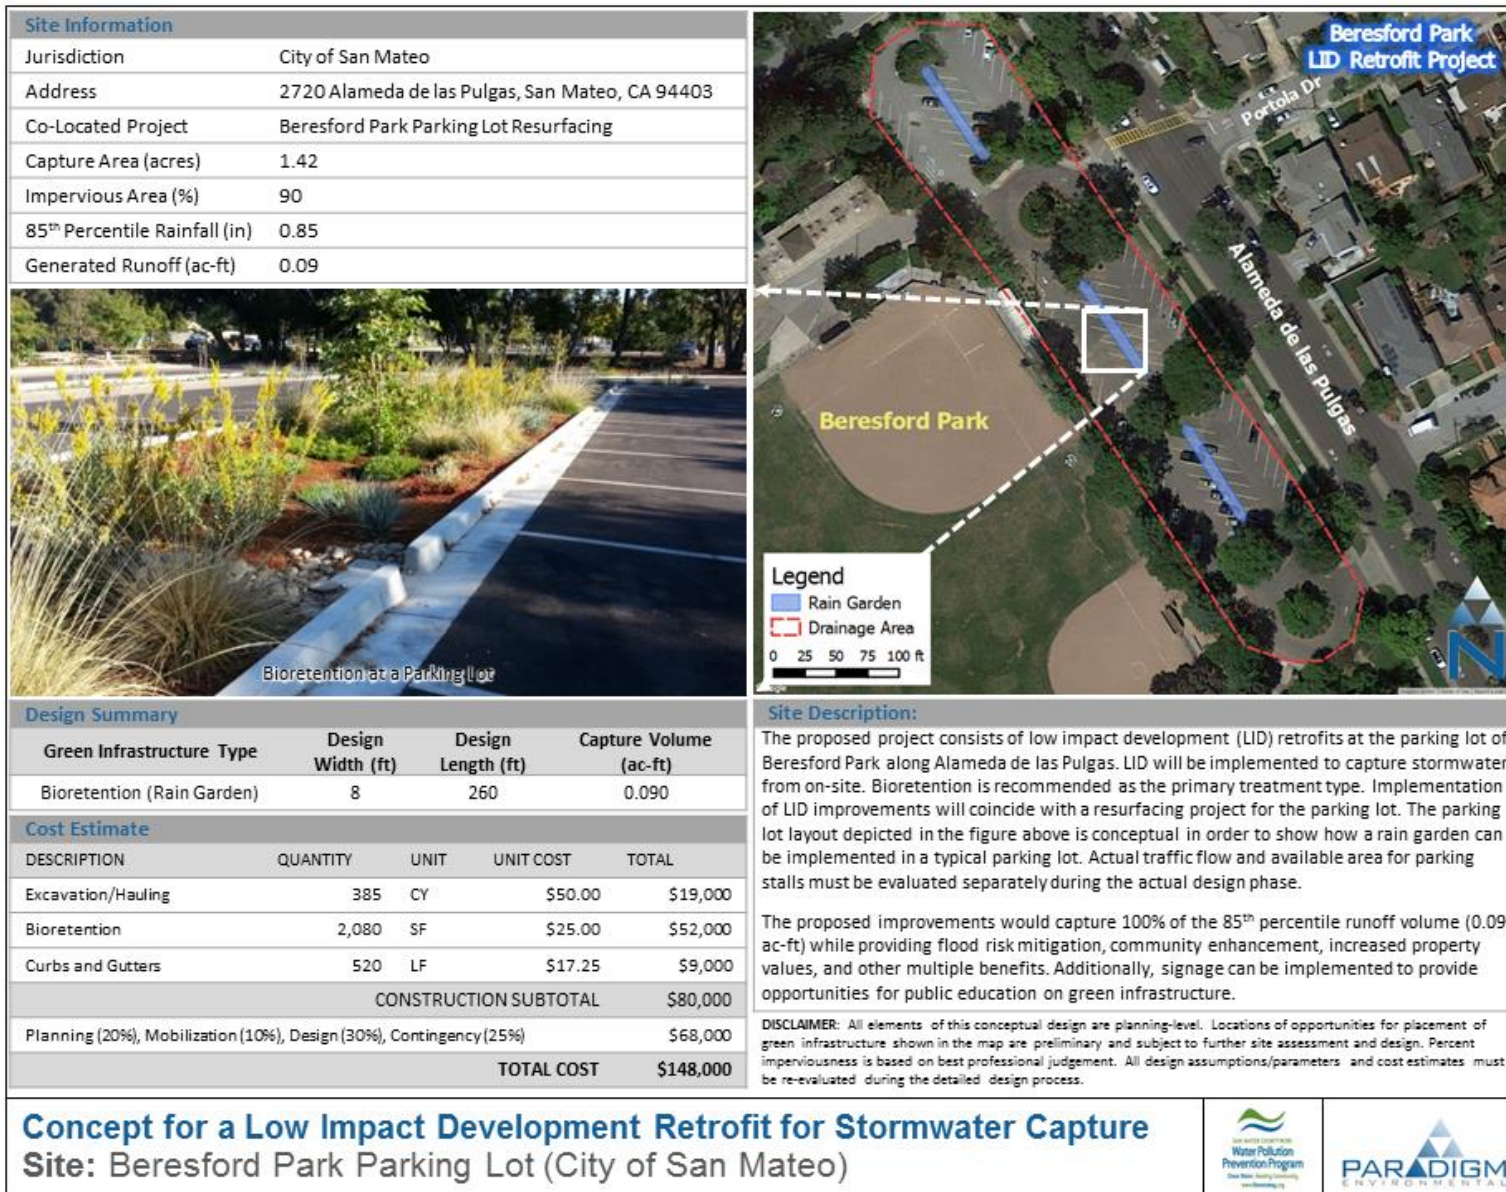 Site Information
Jurisdiction City of San Mateo
Address 2720 Alameda de las Pulgas, San Mateo, CA 94403
Co-Located Project Beresford Park Parking Lot Resurfacing
Capture Area (acres) 1.42
Impervious Area (%) 90
85th Percentile Rainfall (in) 0.85
Generated Runoff (ac-ft) 0.09
Bioretention at a Parking Lot
Beresford Park
LID Retrofit Project
Portola Dr
Alameda de las Pulgas
Beresford Park
Legend
Rain Garden
Drainage Area
0 25 50 75 100 ft
N
Design Summary
Green Infrastructure Type Design Width (ft) Design Length (ft) Capture Volume (ac-ft)
Bioretention (Rain Garden) 8 260 0.090
Cost Estimate
DESCRIPTION QUANTITY UNIT UNIT COST TOTAL
Excavation/Hauling 385 CY $50.00 $19,000
Bioretention 2,080 SF $25.00 $52,000
Curbs and Gutters 520 LF $17.25 $9,000
CONSTRUCTION SUBTOTAL $80,000
Planning (20%), Mobilization (10%), Design (30%), Contingency (25%) $68,000
TOTAL COST $148,000
Site Description:
The proposed project consists of low impact development (LID) retrofits at the parking lot of
Beresford Park along Alameda de las Pulgas. LID will be implemented to capture stormwater
from on-site. Bioretention is recommended as the primary treatment type. Implementation
of LID improvements will coincide with a resurfacing project for the parking lot. The parking
lot layout depicted in the figure above is conceptual in order to show how a rain garden can
be implemented in a typical parking lot. Actual traffic flow and available area for parking
stalls must be evaluated separately during the actual design phase.
The proposed improvements would capture 100% of the 85th percentile runoff volume (0.09
ac-ft) while providing flood risk mitigation, community enhancement, increased property
values, and other multiple benefits. Additionally, signage can be implemented to provide
opportunities for public education on green infrastructure.
DISCLAIMER: All elements of this conceptual design are planning-level. Locations of opportunities for placement of
green infrastructure shown in the map are preliminary and subject to further site assessment and design. Percent
imperviousness is based on best professional judgement. All design assumptions/parameters and cost estimates must
be re-evaluated during the detailed design process.
Concept for a Low Impact Development Retrofit for Stormwater Capture
Site: Beresford Park Parking Lot (City of San Mateo)
Water Pollution
Prevention Program
PARADIGM
ENVIRONMENTAL